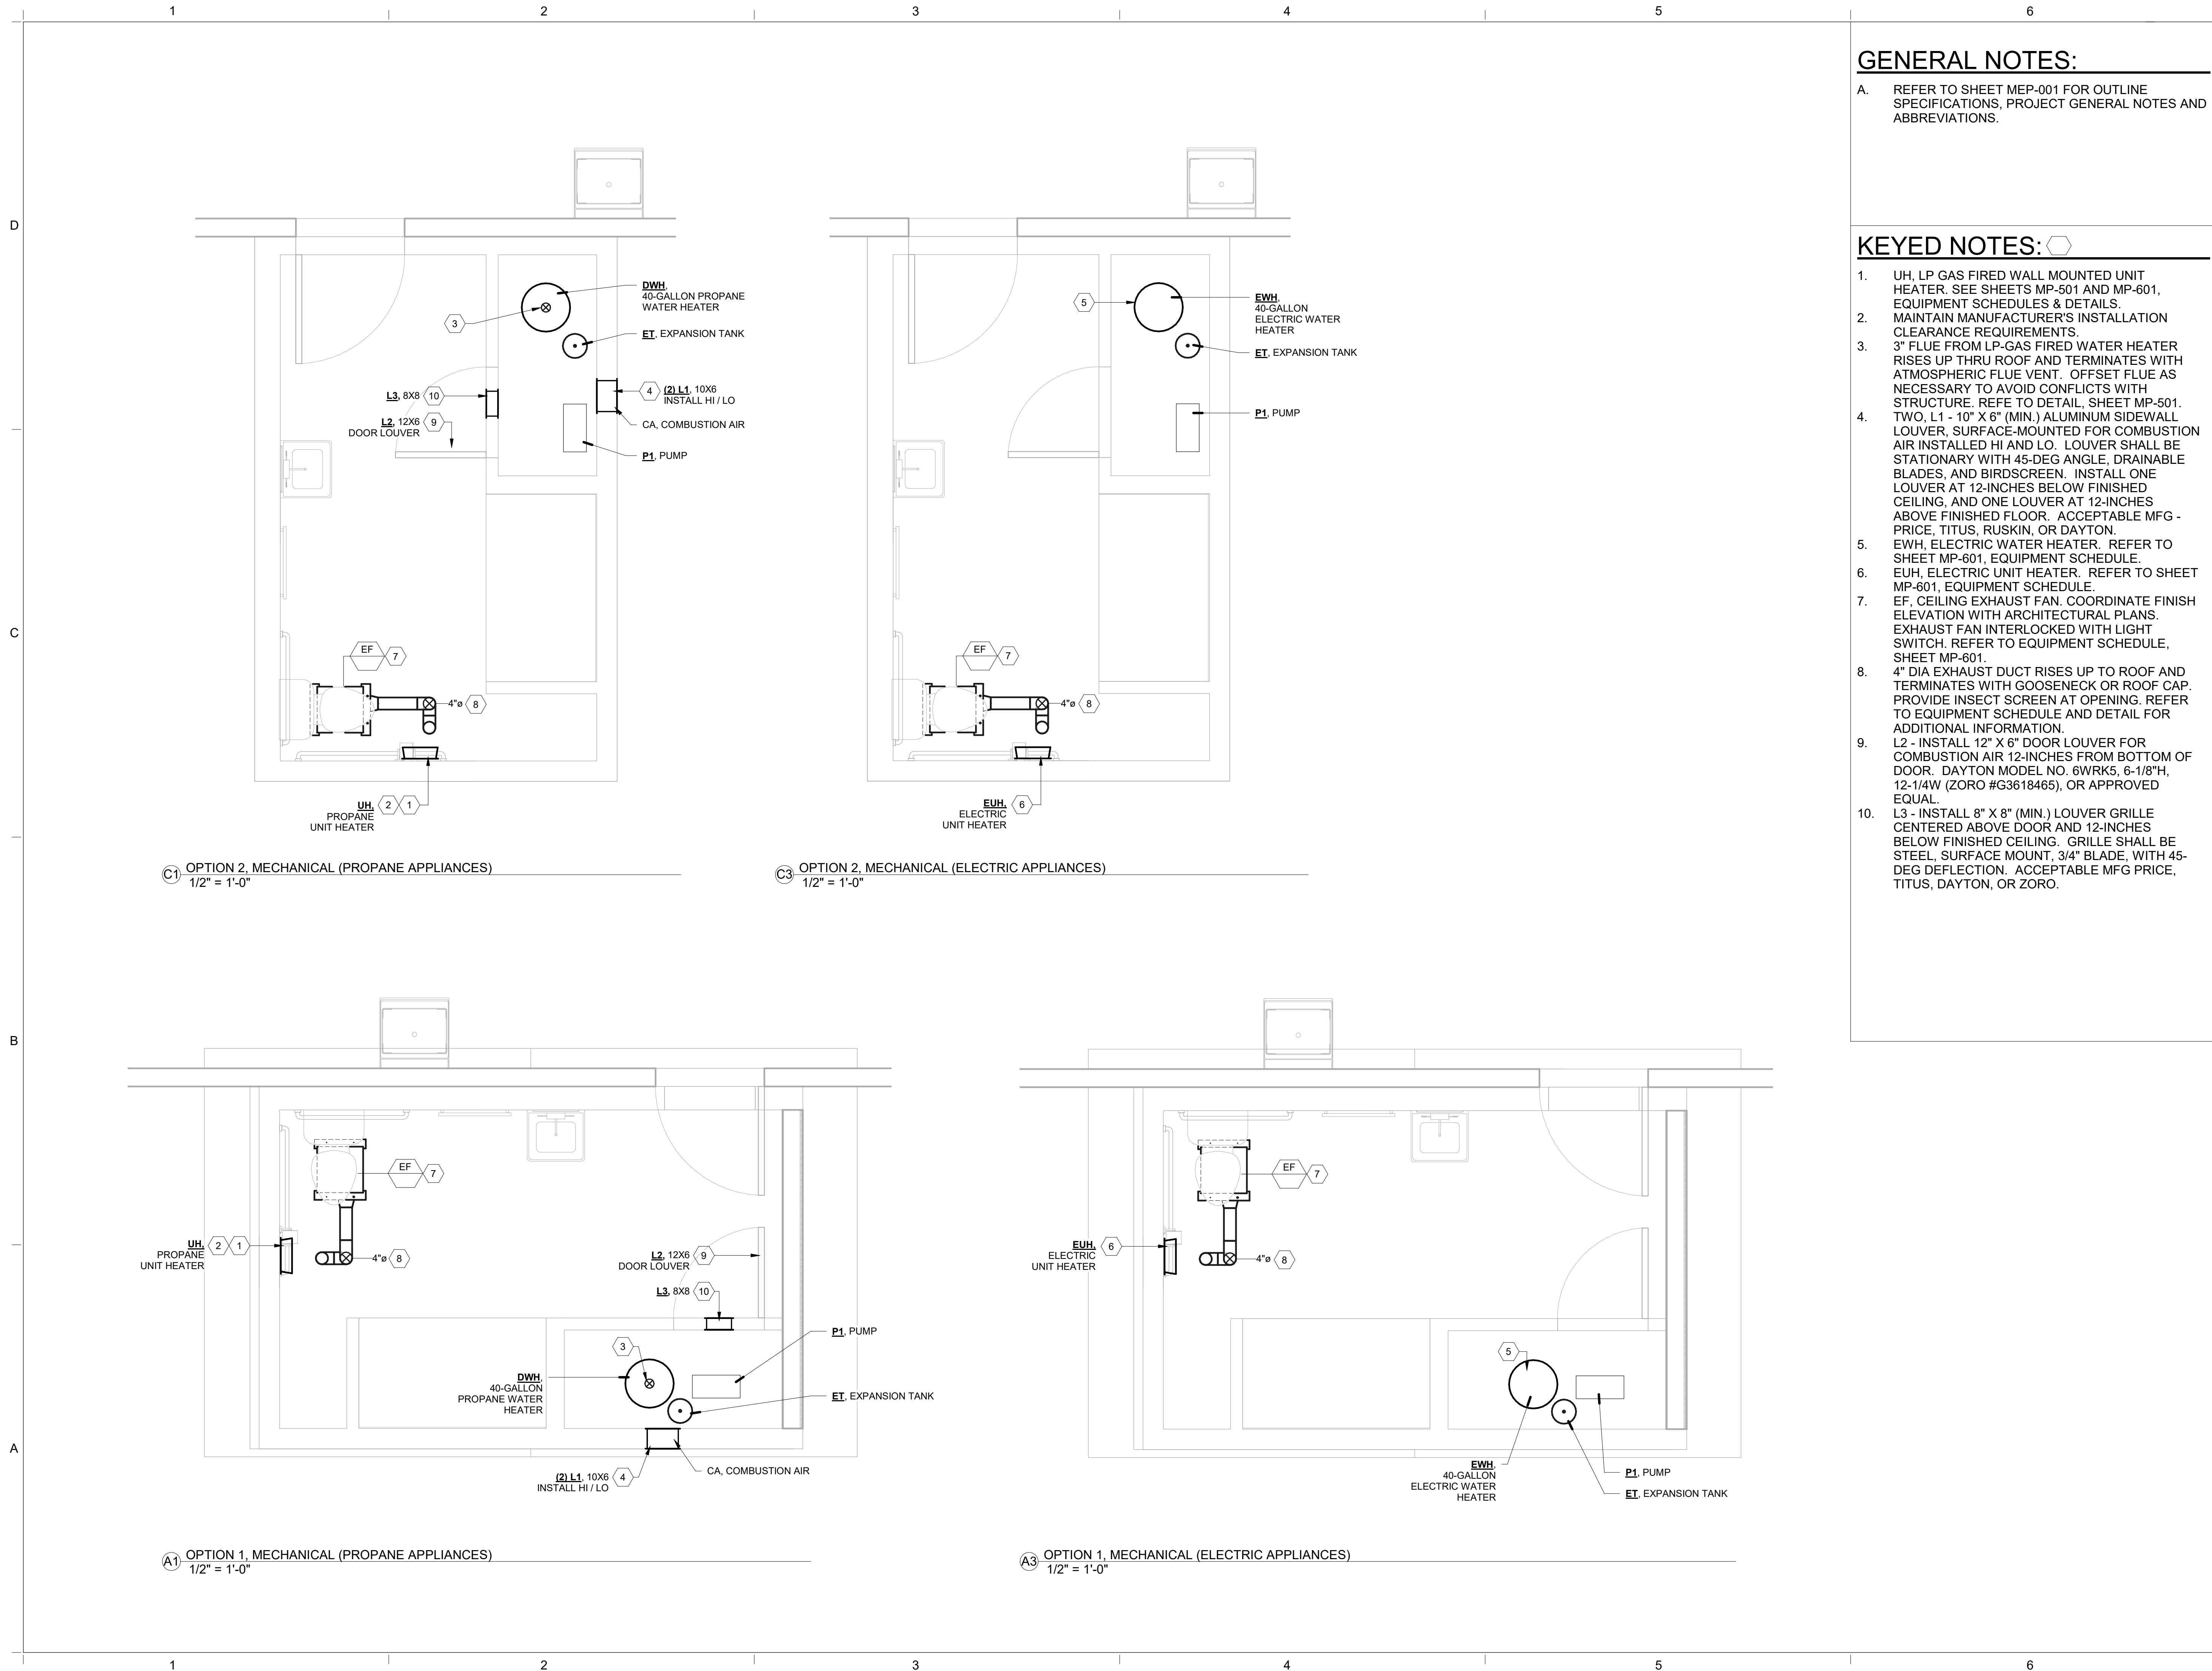 1 2 3 4 5 6
D
C
B
A
DWH,
40-GALLON PROPANE
WATER HEATER
3
ET, EXPANSION TANK
L3, 8X8 10
4 (2) L1, 10X6
INSTALL HI / LO
L2, 12X6 9
DOOR LOUVER
CA, COMBUSTION AIR
P1, PUMP
EF
7
4"ø 8
UH, 2 1
PROPANE
UNIT HEATER
C1 OPTION 2, MECHANICAL (PROPANE APPLIANCES)
1/2" = 1'-0"
5
EWH,
40-GALLON
ELECTRIC WATER
HEATER
ET, EXPANSION TANK
P1, PUMP
EF
7
4"ø 8
EUH, 6
ELECTRIC
UNIT HEATER
C3 OPTION 2, MECHANICAL (ELECTRIC APPLIANCES)
1/2" = 1'-0"
EF
7
UH, 2 1
PROPANE
UNIT HEATER
4"ø 8
L2, 12X6 9
DOOR LOUVER
L3, 8X8 10
P1, PUMP
3
DWH,
40-GALLON
PROPANE WATER
HEATER
ET, EXPANSION TANK
CA, COMBUSTION AIR
(2) L1, 10X6 4
INSTALL HI / LO
A1 OPTION 1, MECHANICAL (PROPANE APPLIANCES)
1/2" = 1'-0"
EF
7
EUH, 6
ELECTRIC
UNIT HEATER
4"ø 8
5
EWH,
40-GALLON
ELECTRIC WATER
HEATER
P1, PUMP
ET, EXPANSION TANK
A3 OPTION 1, MECHANICAL (ELECTRIC APPLIANCES)
1/2" = 1'-0"
GENERAL NOTES:
A. REFER TO SHEET MEP-001 FOR OUTLINE
SPECIFICATIONS, PROJECT GENERAL NOTES AND
ABBREVIATIONS.
KEYED NOTES:
1. UH, LP GAS FIRED WALL MOUNTED UNIT
HEATER. SEE SHEETS MP-501 AND MP-601,
EQUIPMENT SCHEDULES & DETAILS.
2. MAINTAIN MANUFACTURER'S INSTALLATION
CLEARANCE REQUIREMENTS.
3. 3" FLUE FROM LP-GAS FIRED WATER HEATER
RISES UP THRU ROOF AND TERMINATES WITH
ATMOSPHERIC FLUE VENT. OFFSET FLUE AS
NECESSARY TO AVOID CONFLICTS WITH
STRUCTURE. REFE TO DETAIL, SHEET MP-501.
4. TWO, L1 - 10" X 6" (MIN.) ALUMINUM SIDEWALL
LOUVER, SURFACE-MOUNTED FOR COMBUSTION
AIR INSTALLED HI AND LO. LOUVER SHALL BE
STATIONARY WITH 45-DEG ANGLE, DRAINABLE
BLADES, AND BIRDSCREEN. INSTALL ONE
LOUVER AT 12-INCHES BELOW FINISHED
CEILING, AND ONE LOUVER AT 12-INCHES
ABOVE FINISHED FLOOR. ACCEPTABLE MFG -
PRICE, TITUS, RUSKIN, OR DAYTON.
5. EWH, ELECTRIC WATER HEATER. REFER TO
SHEET MP-601, EQUIPMENT SCHEDULE.
6. EUH, ELECTRIC UNIT HEATER. REFER TO SHEET
MP-601, EQUIPMENT SCHEDULE.
7. EF, CEILING EXHAUST FAN. COORDINATE FINISH
ELEVATION WITH ARCHITECTURAL PLANS.
EXHAUST FAN INTERLOCKED WITH LIGHT
SWITCH. REFER TO EQUIPMENT SCHEDULE,
SHEET MP-601.
8. 4" DIA EXHAUST DUCT RISES UP TO ROOF AND
TERMINATES WITH GOOSENECK OR ROOF CAP.
PROVIDE INSECT SCREEN AT OPENING. REFER
TO EQUIPMENT SCHEDULE AND DETAIL FOR
ADDITIONAL INFORMATION.
9. L2 - INSTALL 12" X 6" DOOR LOUVER FOR
COMBUSTION AIR 12-INCHES FROM BOTTOM OF
DOOR. DAYTON MODEL NO. 6WRK5, 6-1/8"H,
12-1/4W (ZORO #G3618465), OR APPROVED
EQUAL.
10. L3 - INSTALL 8" X 8" (MIN.) LOUVER GRILLE
CENTERED ABOVE DOOR AND 12-INCHES
BELOW FINISHED CEILING. GRILLE SHALL BE
STEEL, SURFACE MOUNT, 3/4" BLADE, WITH 45-
DEG DEFLECTION. ACCEPTABLE MFG PRICE,
TITUS, DAYTON, OR ZORO.
1 2 3 4 5 6